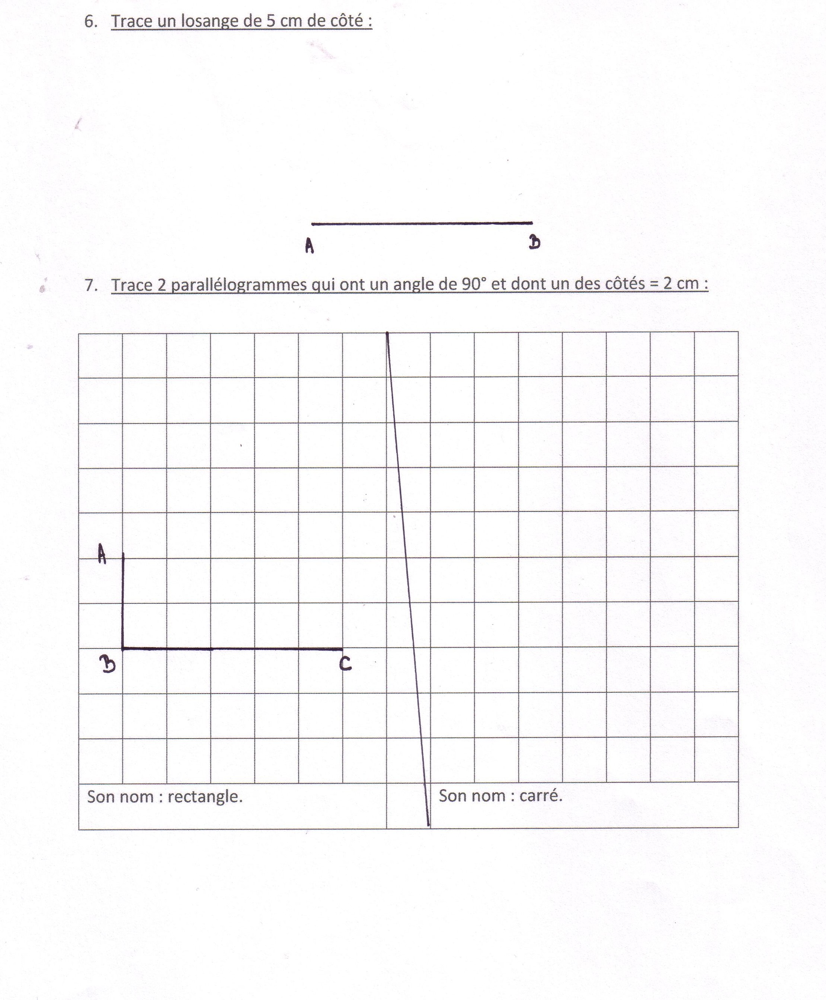 6. Trace un losange de 5 cm de côté :
A B
7. Trace 2 parallélogrammes qui ont un angle de 90° et dont un des côtés = 2 cm :
A
B C
Son nom : rectangle. Son nom : carré.